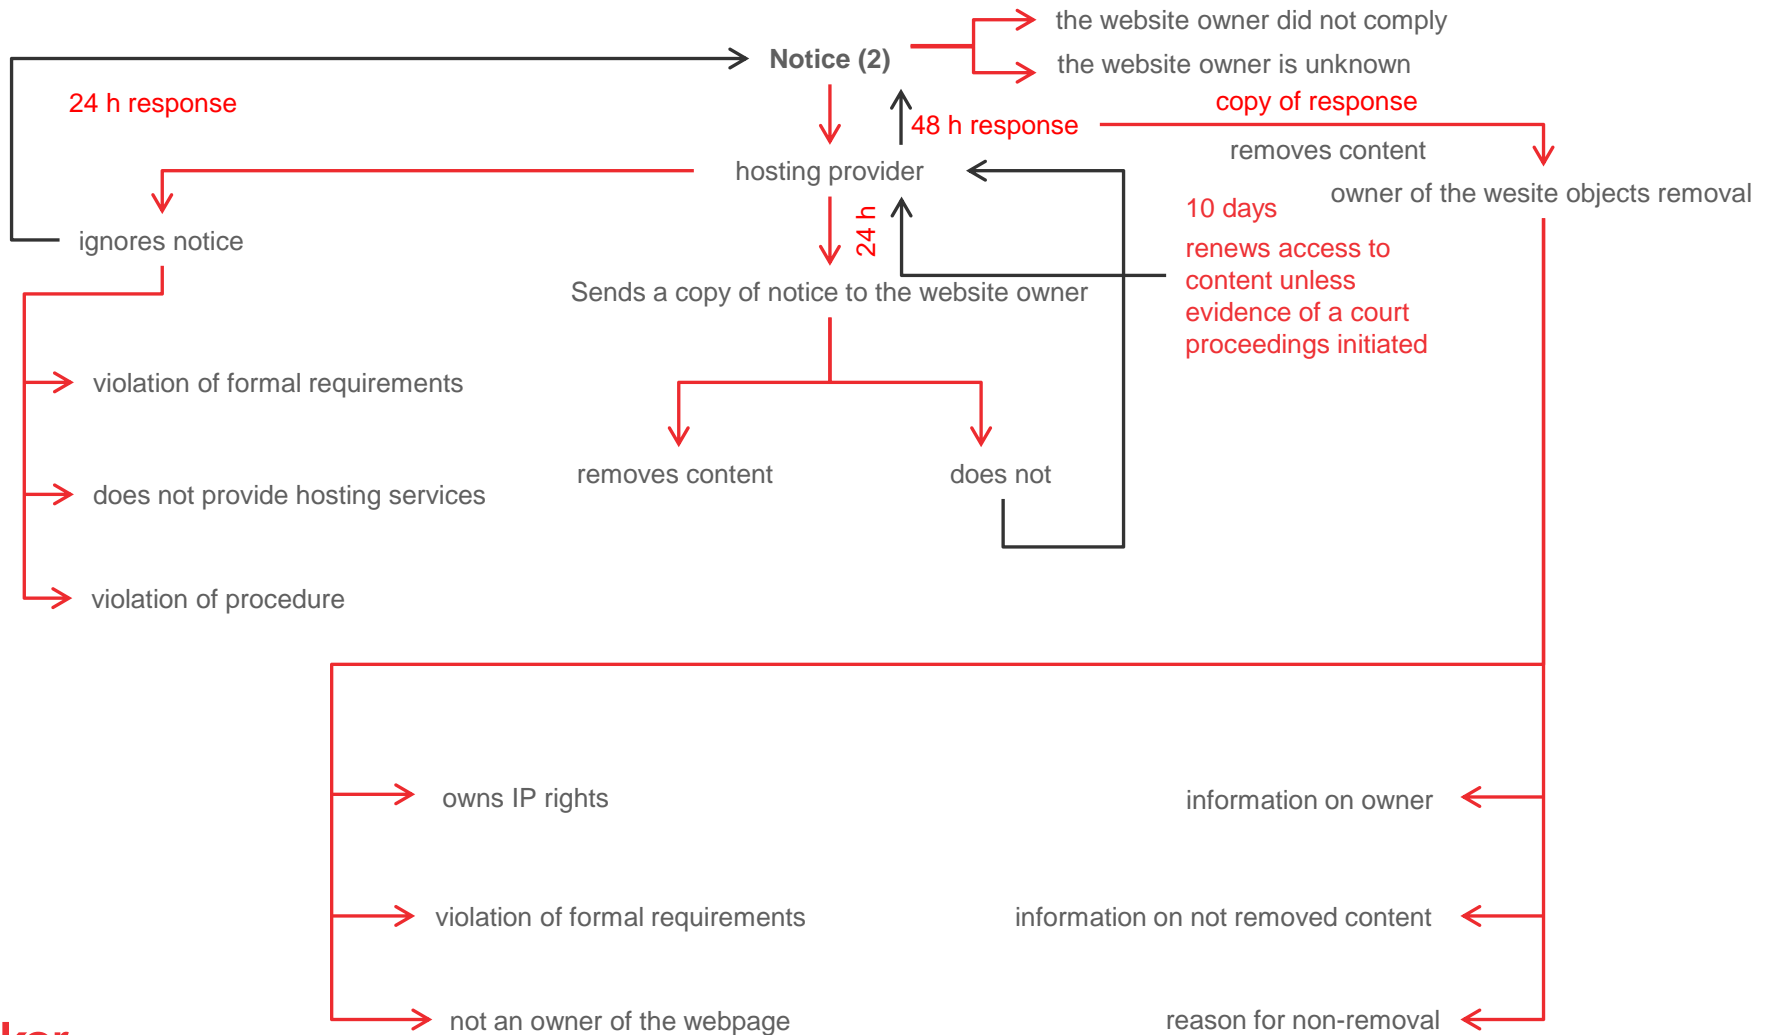 the website owner did not comply
Notice (2)
the website owner is unknown
24 h response
copy of response
48 h response
removes content
hosting provider
owner of the wesite objects removal
10 days
24 h
ignores notice
renews access to
content unless
evidence of a court
proceedings initiated
Sends a copy of notice to the website owner
violation of formal requirements
removes content
does not
does not provide hosting services
violation of procedure
owns IP rights
information on owner
violation of formal requirements
information on not removed content
not an owner of the webpage
reason for non-removal